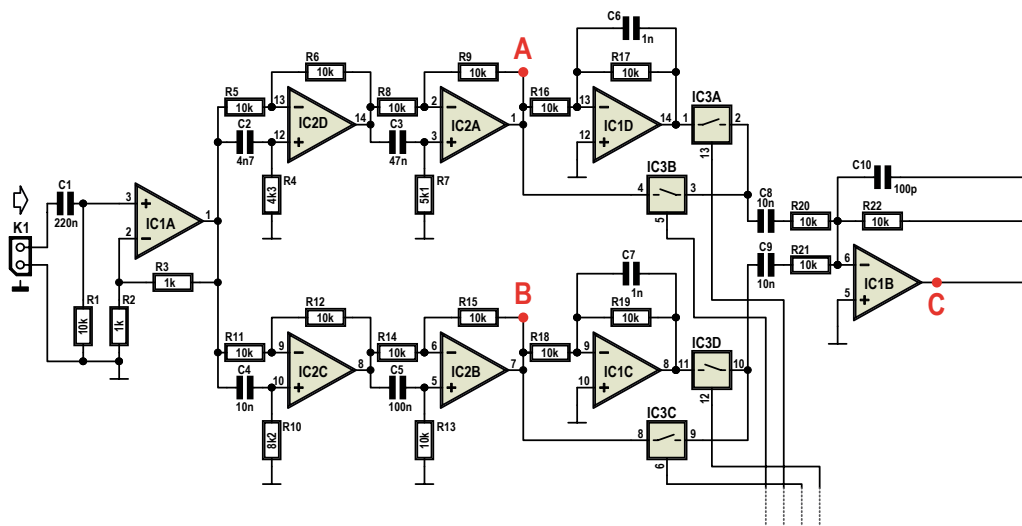 C6
1n
R6
10k
R9
10k
A
R17
10k
R5
10k
13
IC2D
14
R8
10k
2
IC2A
1
R16
10k
13
IC1D
14
IC3A
1
2
13
C2
4n7
12
C3
47n
3
12
R4
4k3
R7
5k1
IC3B
4
3
5
C10
100p
C1
220n
3
IC1A
1
2
K1
C8
10n
R20
10k
R22
10k
R3
1k
R1
10k
R2
1k
C9
10n
R21
10k
6
IC1B
7
5
C
C7
1n
R12
10k
R15
10k
B
R19
10k
R11
10k
9
IC2C
8
R14
10k
6
IC2B
7
R18
10k
9
IC1C
8
11
IC3D
10
12
C4
10n
10
C5
100n
5
10
R10
8k2
R13
10k
IC3C
8
9
6